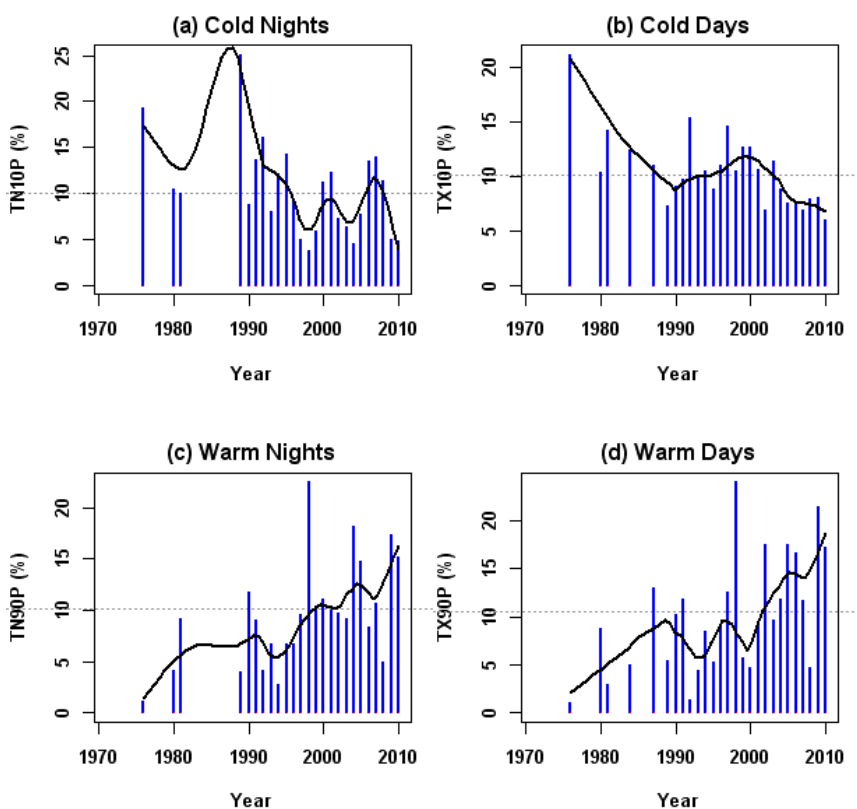 (a) Cold Nights
TN10P (%)
0 5 10 15 20 25
1970 1980 1990 2000 2010
Year
(b) Cold Days
TX10P (%)
0 5 10 15 20
1970 1980 1990 2000 2010
Year
(c) Warm Nights
TN90P (%)
0 5 10 15 20
1970 1980 1990 2000 2010
Year
(d) Warm Days
TX90P (%)
0 5 10 15 20
1970 1980 1990 2000 2010
Year